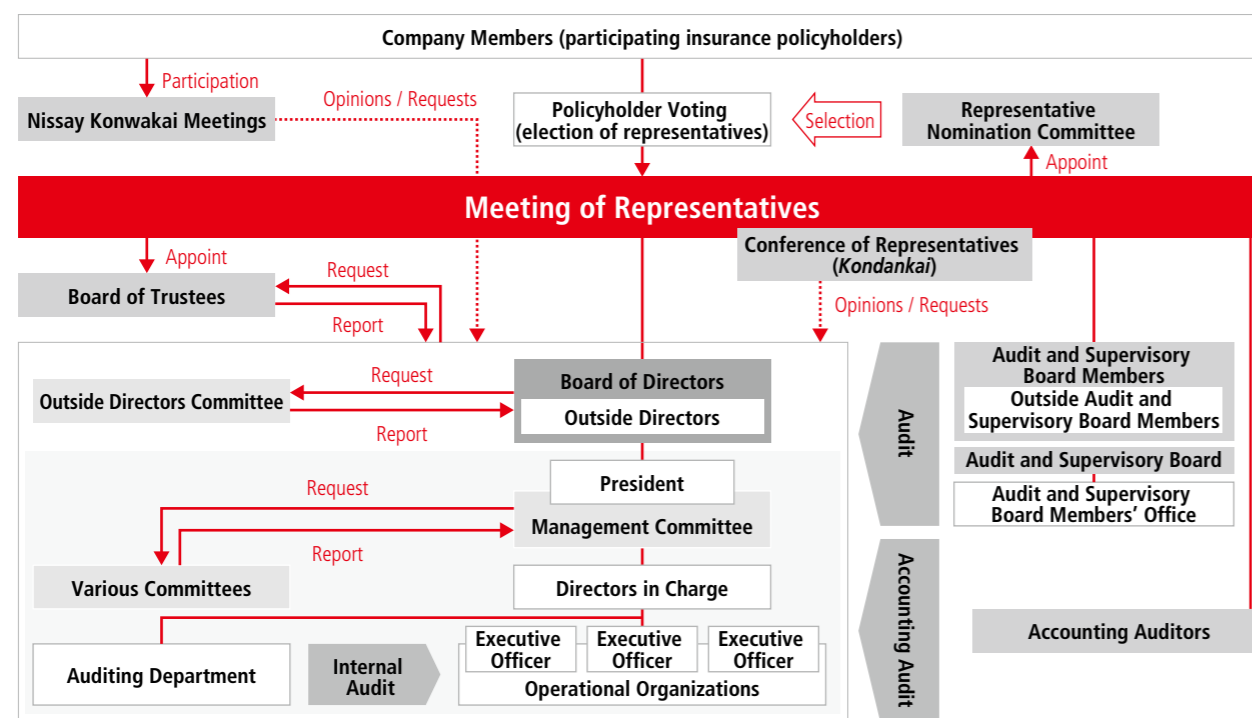 Company Members (participating insurance policyholders)
Participation
Nissay Konwakai Meetings
Opinions / Requests
Policyholder Voting
(election of representatives)
Selection
Representative
Nomination Committee
Appoint
Meeting of Representatives
Conference of Representatives
(Kondankai)
Appoint
Board of Trustees
Request
Report
Opinions / Requests
Outside Directors Committee
Request
Report
Board of Directors
Outside Directors
Audit
Audit and Supervisory
Board Members
Outside Audit and
Supervisory Board Members
Audit and Supervisory Board
Audit and Supervisory
Board Members’ Office
President
Management Committee
Request
Report
Various Committees
Directors in Charge
Accounting Audit
Accounting Auditors
Auditing Department
Internal
Audit
Executive
Officer
Executive
Officer
Executive
Officer
Operational Organizations